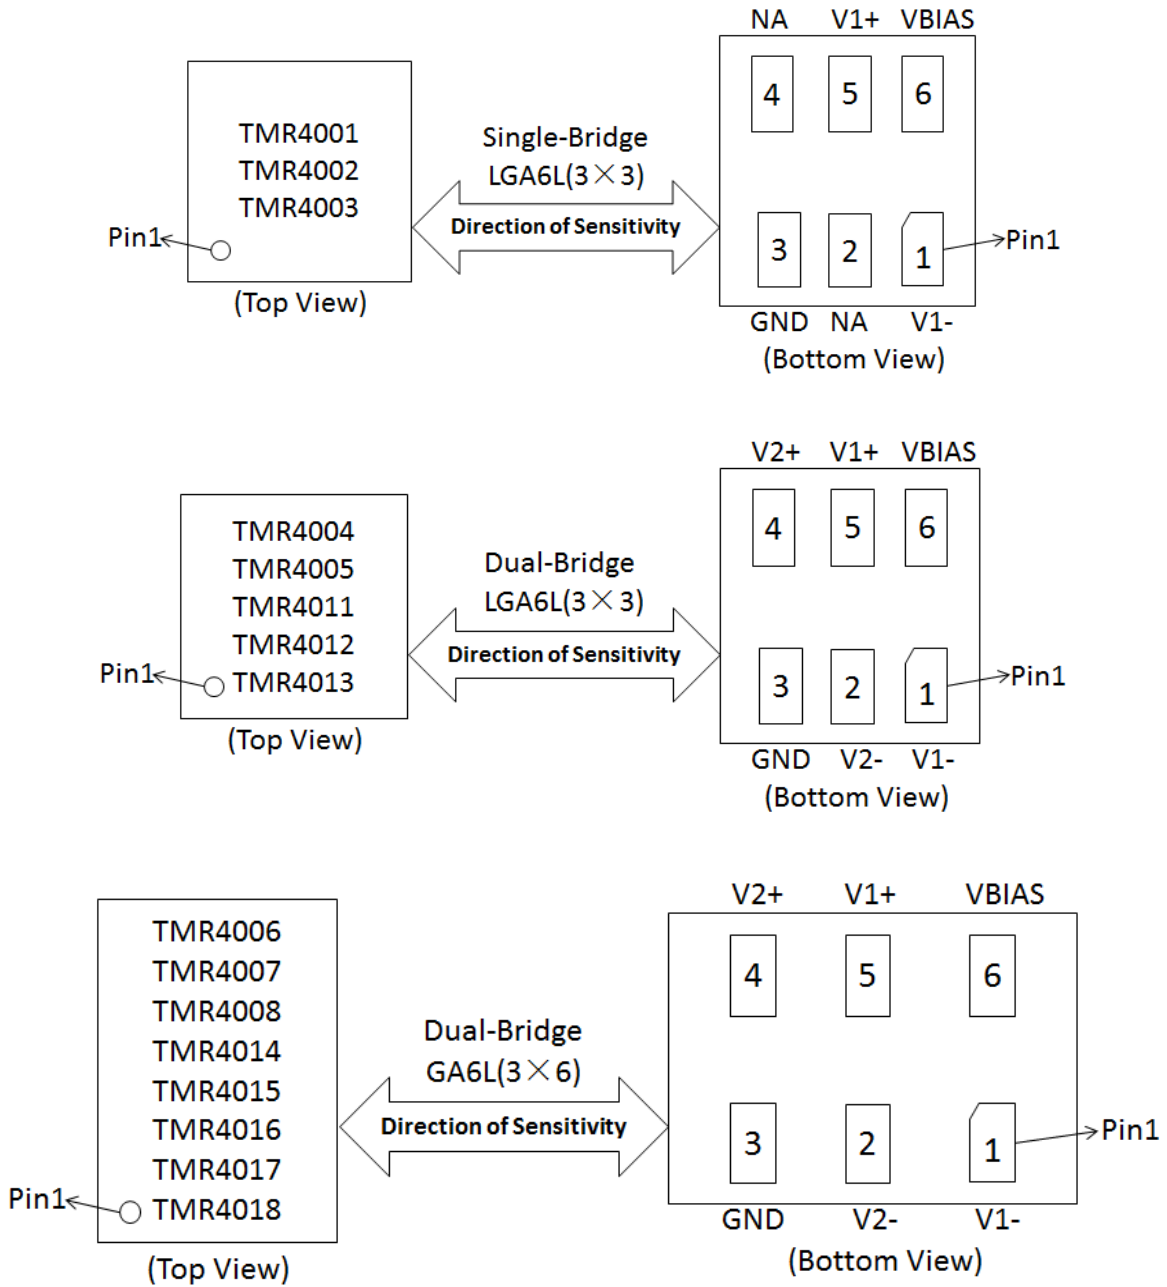 NA V1+ VBIAS
4 5 6
TMR4001
TMR4002
TMR4003
Pin1
(Top View)
Single-Bridge
LGA6L(3×3)
Direction of Sensitivity
3 2 1
Pin1
GND NA V1-
(Bottom View)
V2+ V1+ VBIAS
4 5 6
TMR4004
TMR4005
TMR4011
TMR4012
TMR4013
Pin1
(Top View)
Dual-Bridge
LGA6L(3×3)
Direction of Sensitivity
3 2 1
Pin1
GND V2- V1-
(Bottom View)
V2+ V1+ VBIAS
4 5 6
TMR4006
TMR4007
TMR4008
TMR4014
TMR4015
TMR4016
TMR4017
TMR4018
Pin1
(Top View)
Dual-Bridge
GA6L(3×6)
Direction of Sensitivity
3 2 1
Pin1
GND V2- V1-
(Bottom View)